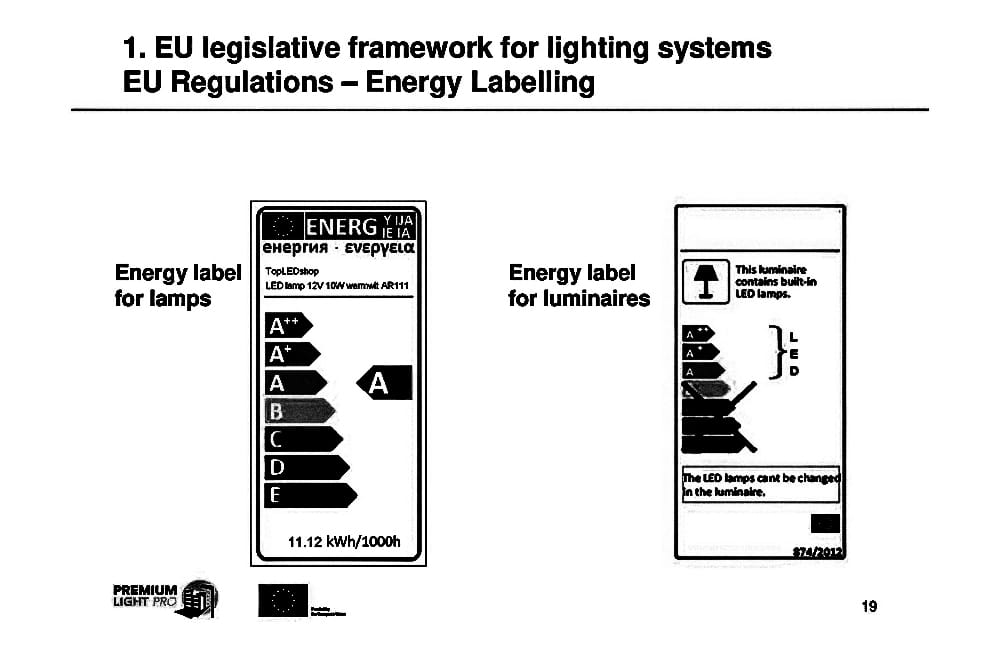 1. EU legislative framework for lighting systems
EU Regulations – Energy Labelling
Energy label
for lamps
ENERG Y IJA
IE IA
енергия · ενεργεια
TopLEDshop
LED lamp 12V 10W warmwit AR111
A++
A+
A
A
B
C
D
E
11.12 kWh/1000h
Energy label
for luminaires
This luminaire
contains built-in
LED lamps.
A++
A+
A
L
E
D
The LED lamps cant be changed
in the luminaire.
874/2012
PREMIUM
LIGHT PRO
19